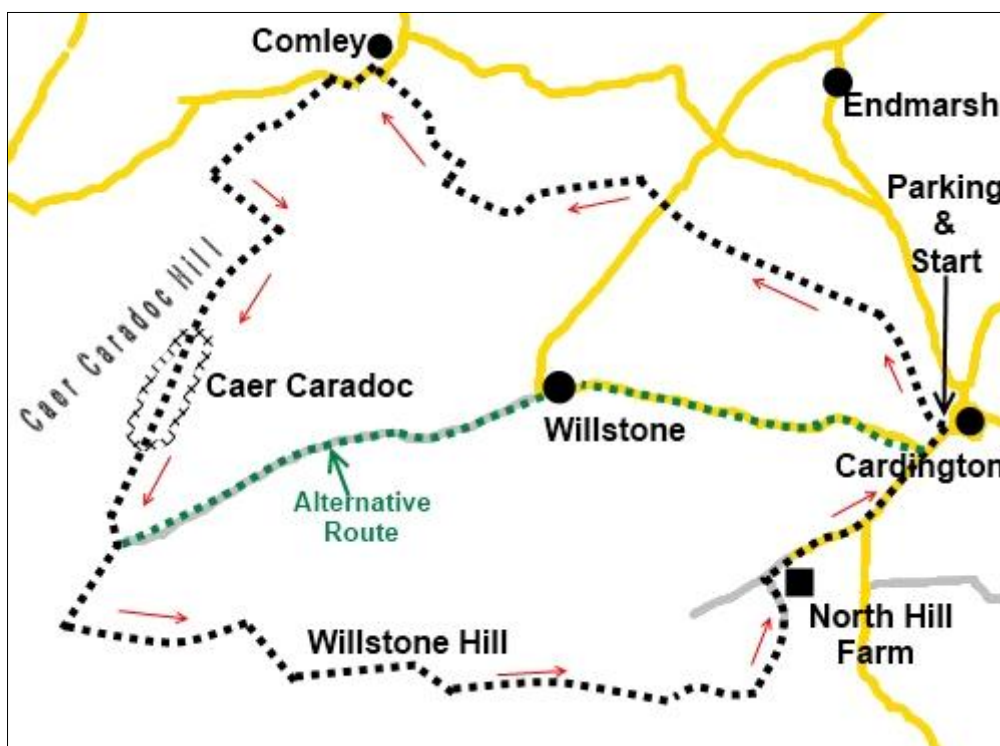 Comley
Endmarsh
Parking
&
Start
Caer Caradoc Hill
Caer Caradoc
Willstone
Cardington
Alternative
Route
Willstone Hill
North Hill
Farm